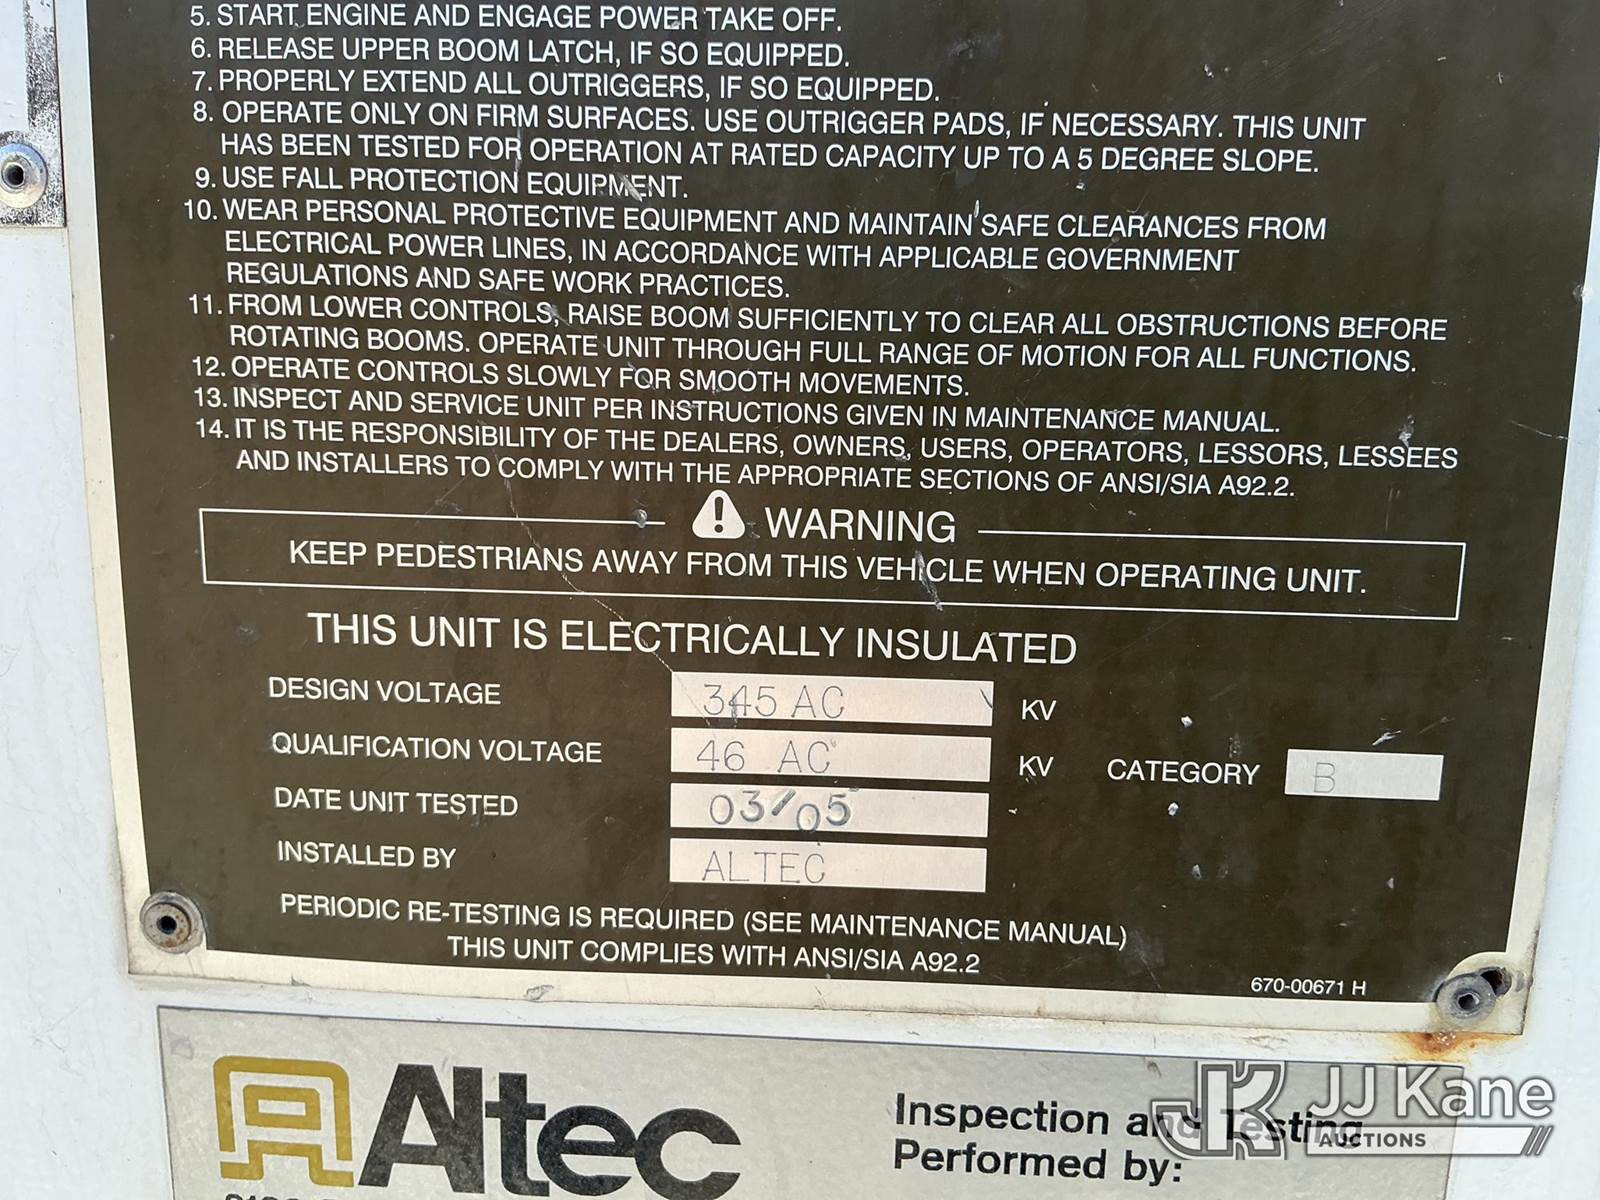 5. START ENGINE AND ENGAGE POWER TAKE OFF.
6. RELEASE UPPER BOOM LATCH, IF SO EQUIPPED.
7. PROPERLY EXTEND ALL OUTRIGGERS, IF SO EQUIPPED.
8. OPERATE ONLY ON FIRM SURFACES. USE OUTRIGGER PADS, IF NECESSARY. THIS UNIT
HAS BEEN TESTED FOR OPERATION AT RATED CAPACITY UP TO A 5 DEGREE SLOPE.
9. USE FALL PROTECTION EQUIPMENT.
10. WEAR PERSONAL PROTECTIVE EQUIPMENT AND MAINTAIN SAFE CLEARANCES FROM
ELECTRICAL POWER LINES, IN ACCORDANCE WITH APPLICABLE GOVERNMENT
REGULATIONS AND SAFE WORK PRACTICES.
11. FROM LOWER CONTROLS, RAISE BOOM SUFFICIENTLY TO CLEAR ALL OBSTRUCTIONS BEFORE
ROTATING BOOMS. OPERATE UNIT THROUGH FULL RANGE OF MOTION FOR ALL FUNCTIONS.
12. OPERATE CONTROLS SLOWLY FOR SMOOTH MOVEMENTS.
13. INSPECT AND SERVICE UNIT PER INSTRUCTIONS GIVEN IN MAINTENANCE MANUAL.
14. IT IS THE RESPONSIBILITY OF THE DEALERS, OWNERS, USERS, OPERATORS, LESSORS, LESSEES
AND INSTALLERS TO COMPLY WITH THE APPROPRIATE SECTIONS OF ANSI/SIA A92.2.
WARNING
KEEP PEDESTRIANS AWAY FROM THIS VEHICLE WHEN OPERATING UNIT.
THIS UNIT IS ELECTRICALLY INSULATED
DESIGN VOLTAGE 345 AC KV
QUALIFICATION VOLTAGE 46 AC KV CATEGORY B
DATE UNIT TESTED 03/05
INSTALLED BY ALTEC
PERIODIC RE-TESTING IS REQUIRED (SEE MAINTENANCE MANUAL)
THIS UNIT COMPLIES WITH ANSI/SIA A92.2
670-00671 H
Altec
Inspection and Testing
Performed by:
JJ Kane
AUCTIONS